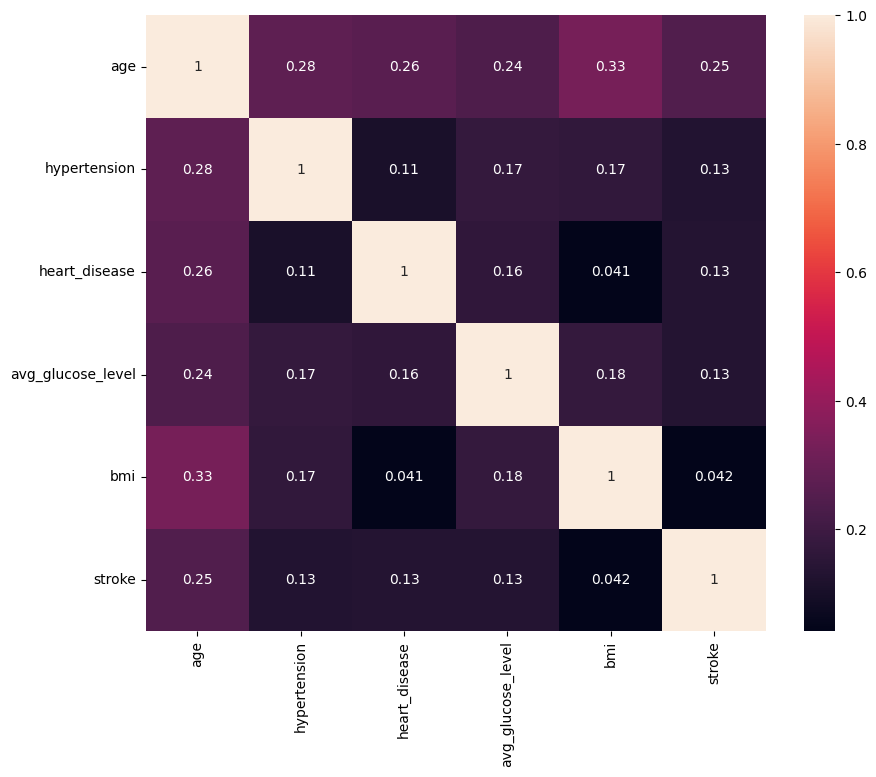 age 1 0.28 0.26 0.24 0.33 0.25
hypertension 0.28 1 0.11 0.17 0.17 0.13
heart_disease 0.26 0.11 1 0.16 0.041 0.13
avg_glucose_level 0.24 0.17 0.16 1 0.18 0.13
bmi 0.33 0.17 0.041 0.18 1 0.042
stroke 0.25 0.13 0.13 0.13 0.042 1
age hypertension heart_disease avg_glucose_level bmi stroke
1.0
0.8
0.6
0.4
0.2